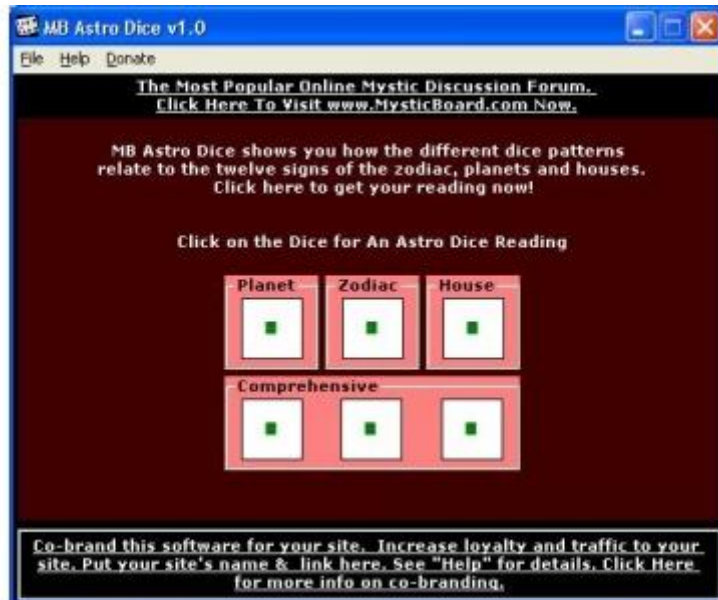 MB Astro Dice v1.0
File Help Donate
The Most Popular Online Mystic Discussion Forum.
Click Here To Visit www.MysticBoard.com Now.
MB Astro Dice shows you how the different dice patterns
relate to the twelve signs of the zodiac, planets and houses.
Click here to get your reading now!
Click on the Dice for An Astro Dice Reading
Planet Zodiac House
Comprehensive
Co-brand this software for your site. Increase loyalty and traffic to your
site. Put your site's name & link here. See "Help" for details. Click Here
for more info on co-branding.